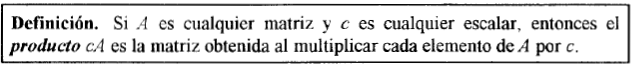 Definición. Si A es cualquier matriz y c es cualquier escalar, entonces el
producto cA es la matriz obtenida al multiplicar cada elemento de A por c.